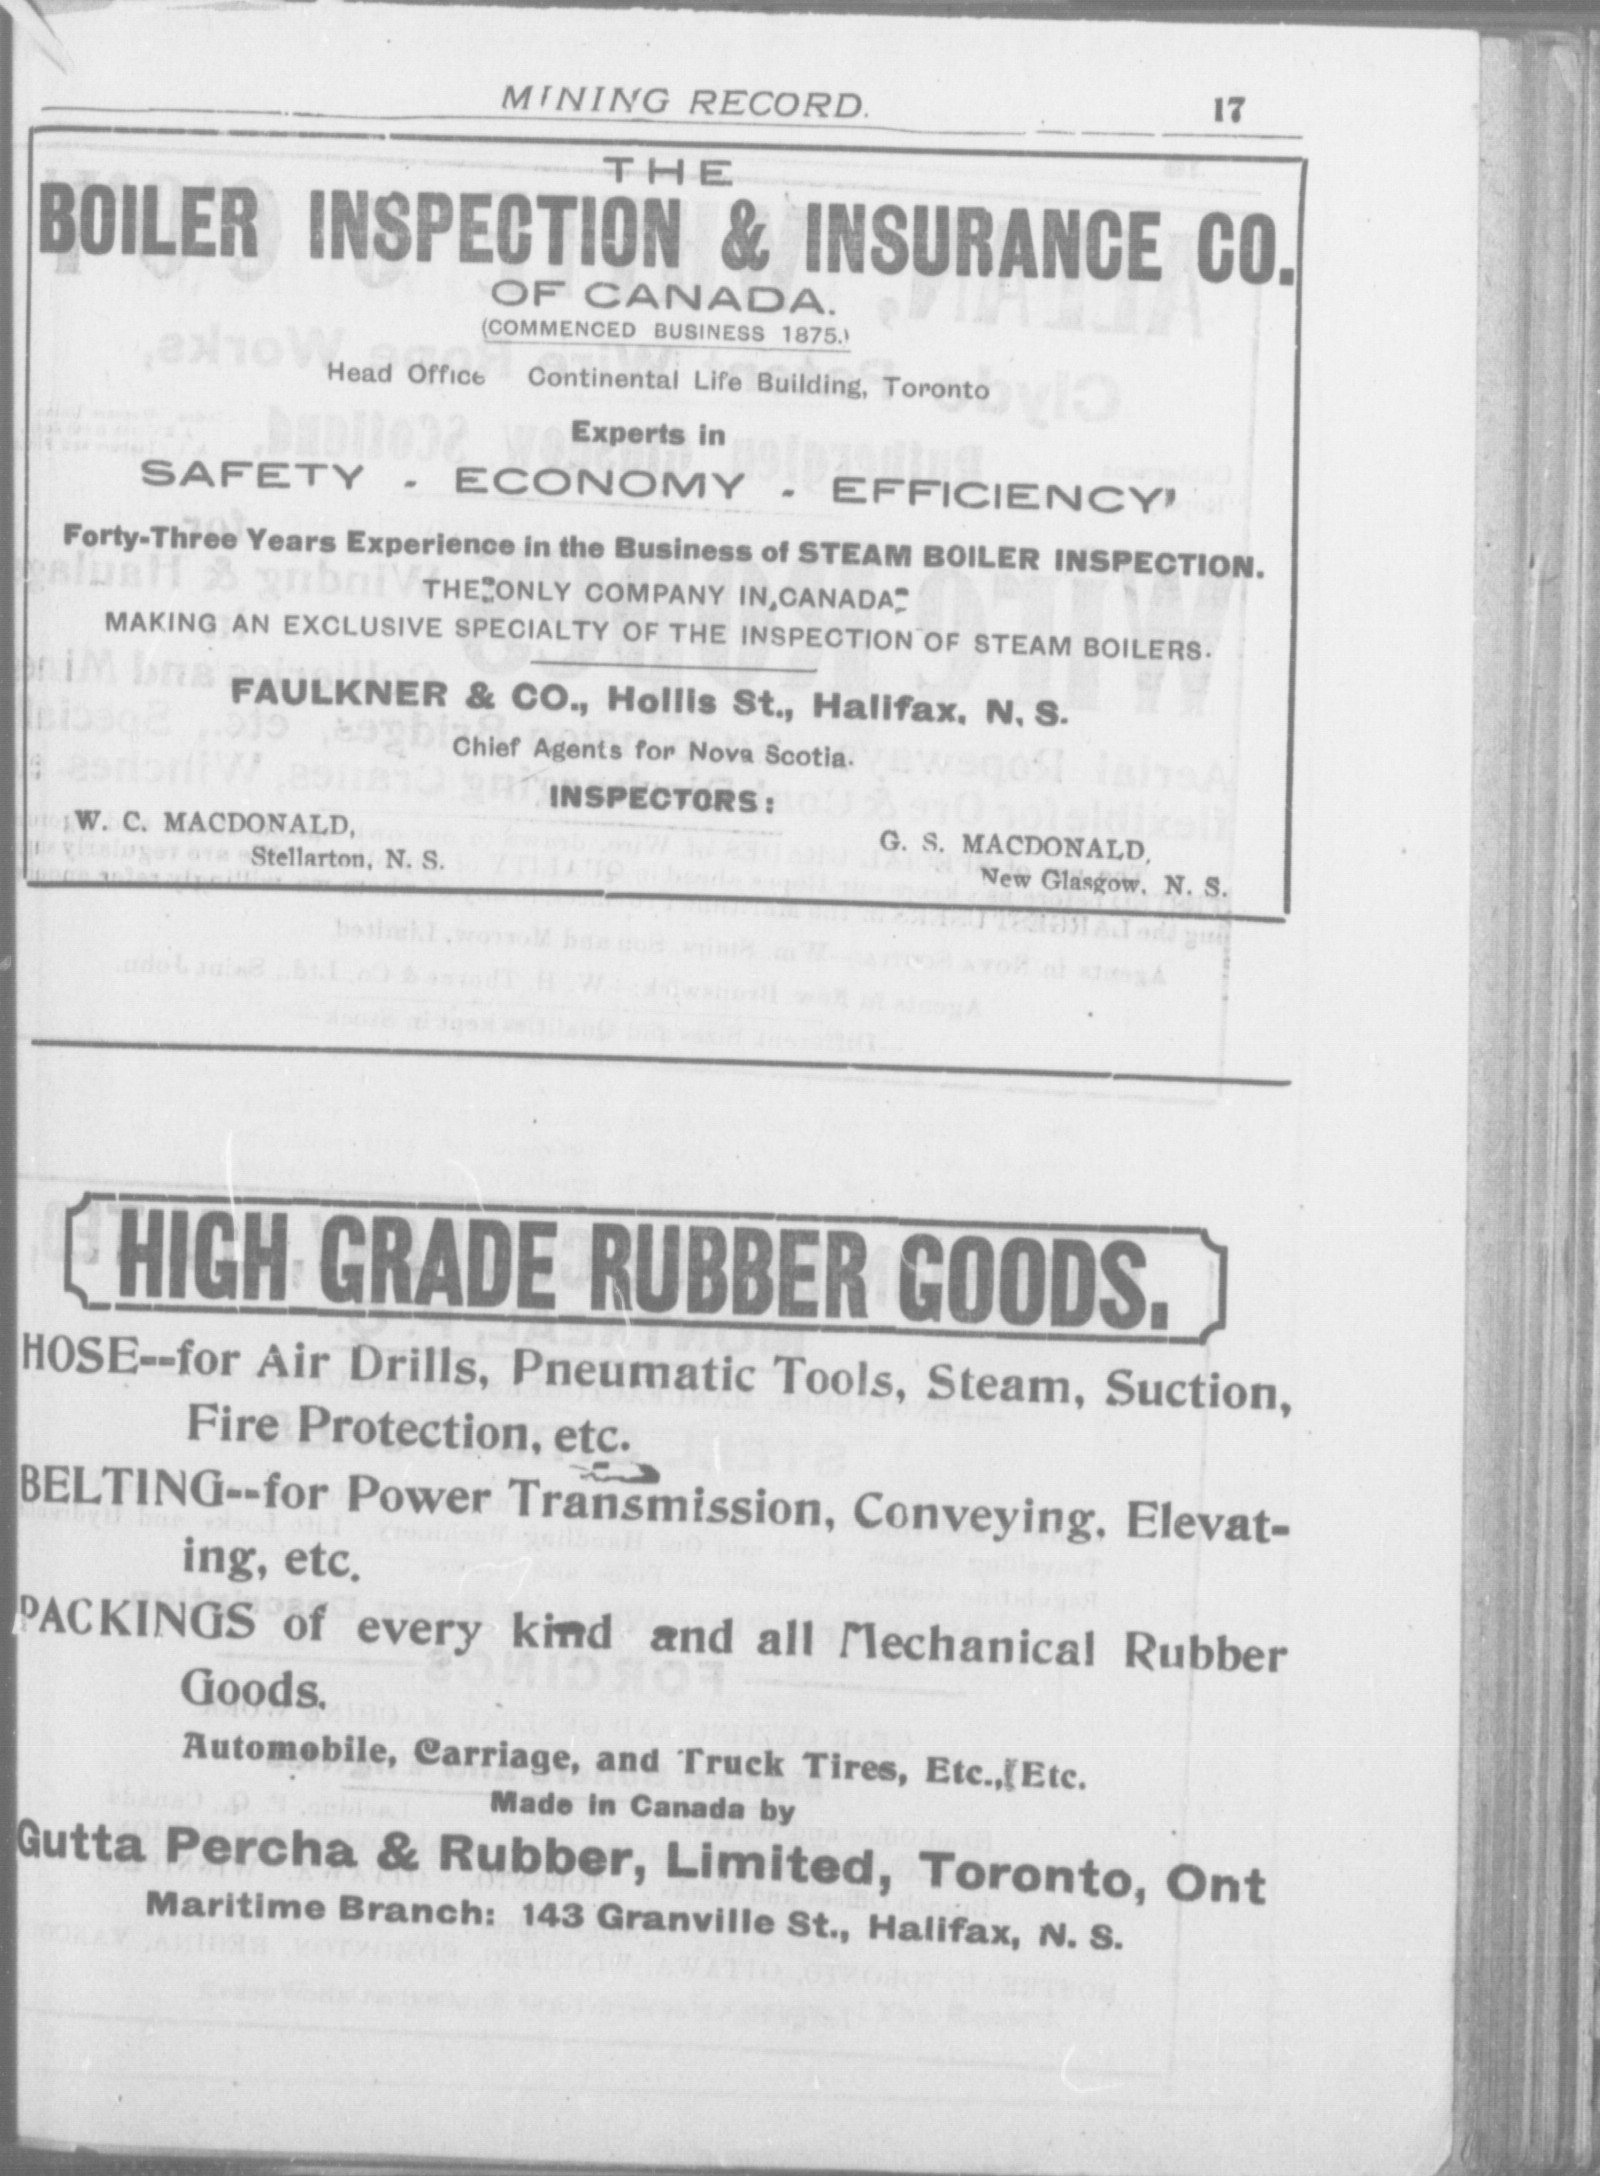 MINING RECORD.
17
THE
BOILER INSPECTION & INSURANCE CO.
OF CANADA.
(COMMENCED BUSINESS 1875.)
Head Office Continental Life Building, Toronto
Experts in
SAFETY - ECONOMY - EFFICIENCY'
Forty-Three Years Experience in the Business of STEAM BOILER INSPECTION.
THE ONLY COMPANY IN CANADA
MAKING AN EXCLUSIVE SPECIALTY OF THE INSPECTION OF STEAM BOILERS.
FAULKNER & CO., Hollis St., Halifax, N. S.
Chief Agents for Nova Scotia.
INSPECTORS:
W. C. MACDONALD,
Stellarton, N. S.
G. S. MACDONALD,
New Glasgow, N. S.
HIGH GRADE RUBBER GOODS.
HOSE--for Air Drills, Pneumatic Tools, Steam, Suction,
Fire Protection, etc.
BELTING--for Power Transmission, Conveying, Elevat-
ing, etc.
PACKINGS of every kind and all Mechanical Rubber
Goods.
Automobile, Carriage, and Truck Tires, Etc., Etc.
Made in Canada by
Gutta Percha & Rubber, Limited, Toronto, Ont
Maritime Branch: 143 Granville St., Halifax, N. S.